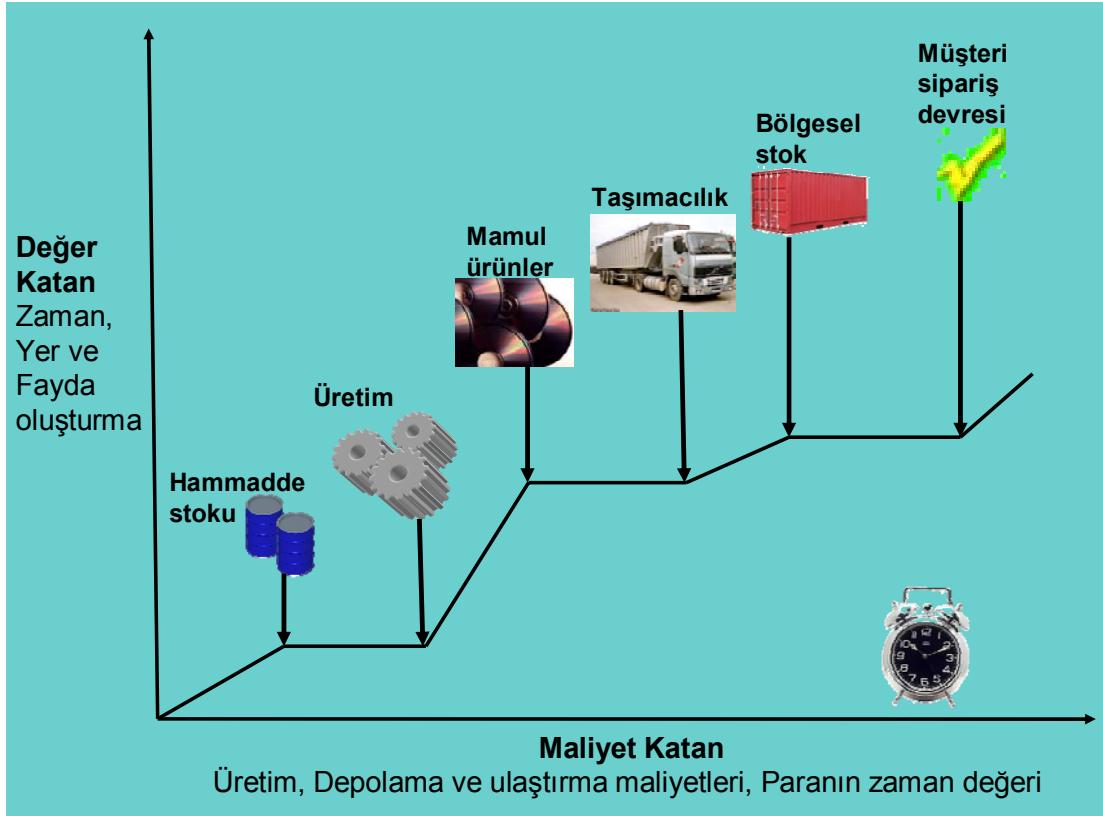 Müşteri
sipariş
devresi
Bölgesel
stok
Taşımacılık
Mamul
ürünler
Değer
Katan
Zaman,
Yer ve
Fayda
oluşturma
Üretim
Hammadde
stoku
Maliyet Katan
Üretim, Depolama ve ulaştırma maliyetleri, Paranın zaman değeri